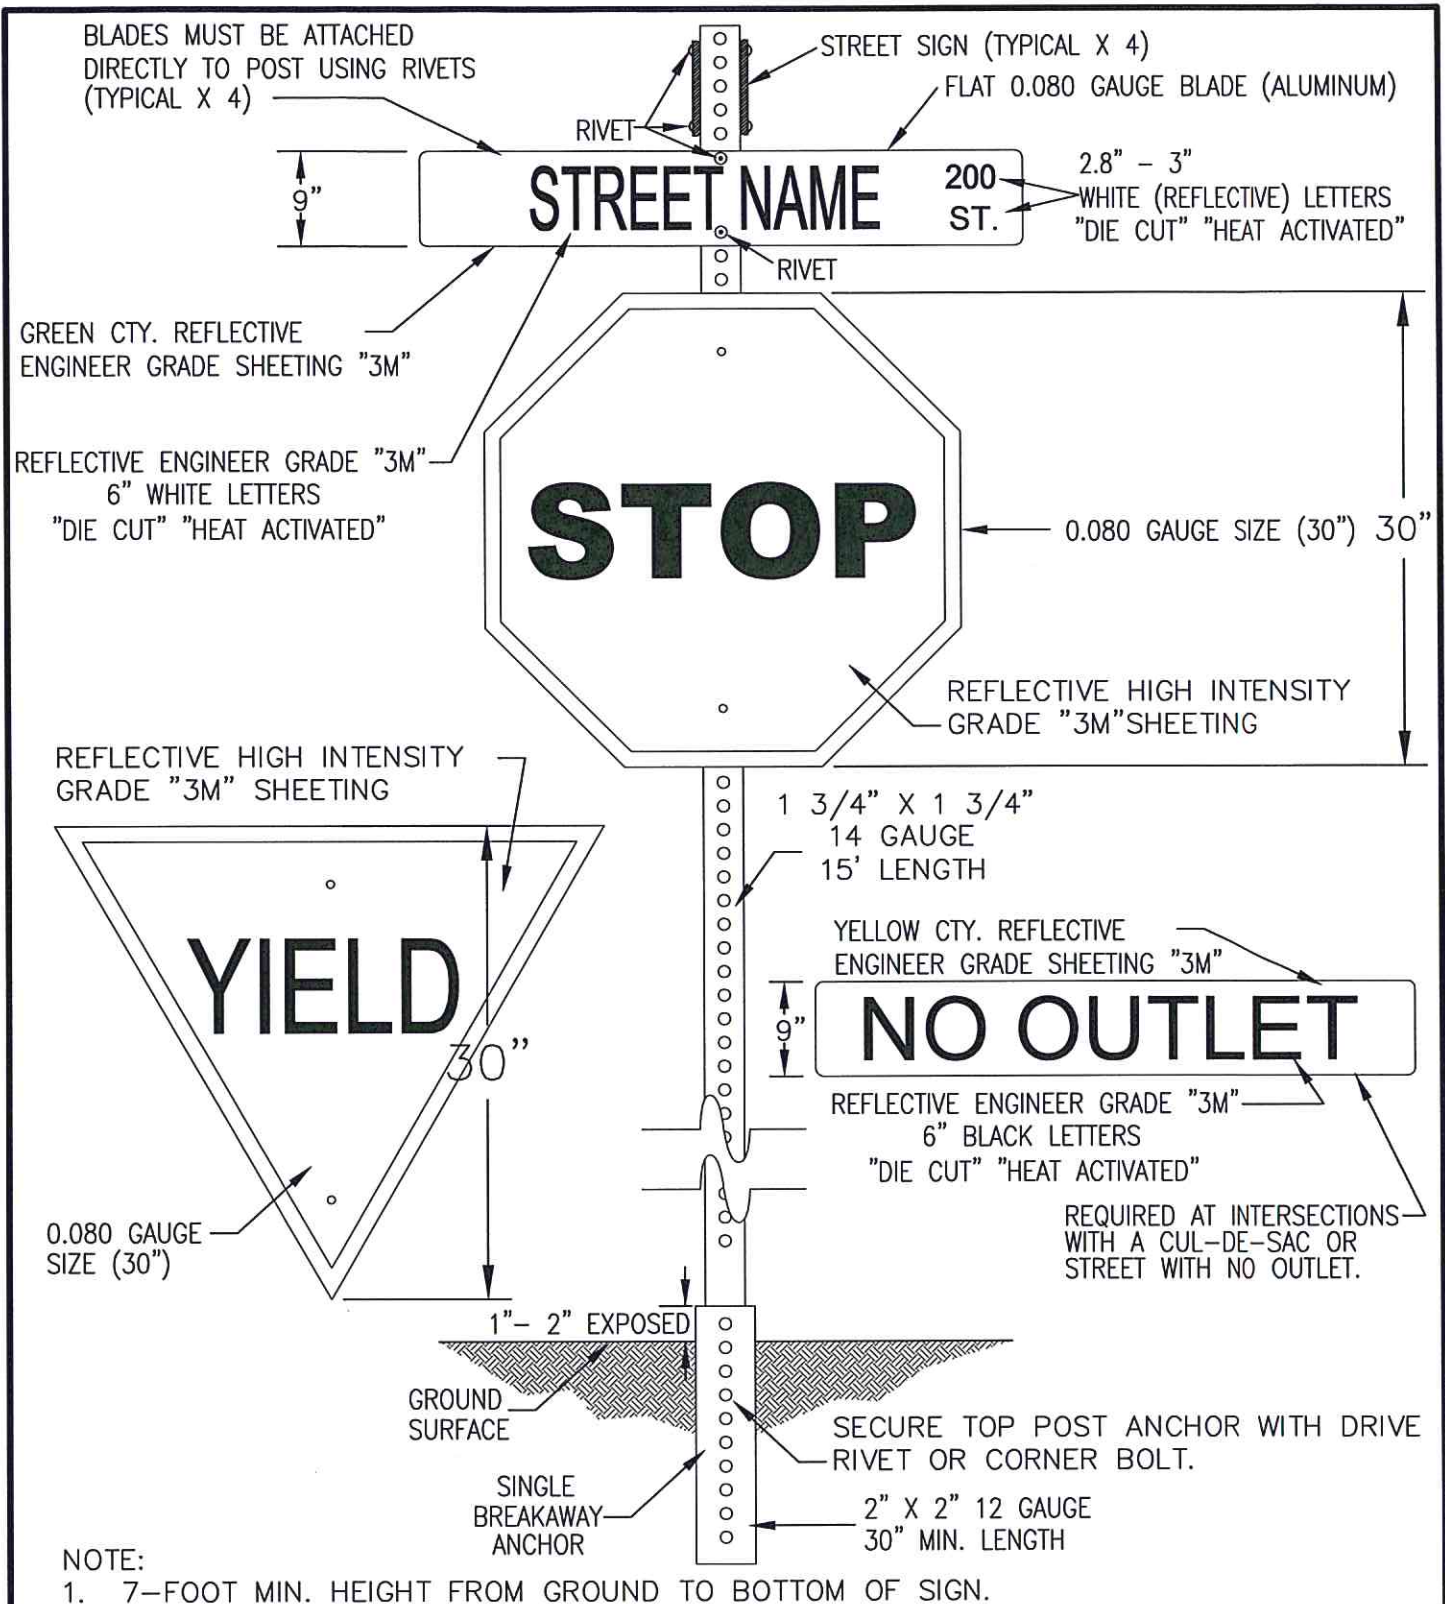 BLADES MUST BE ATTACHED
DIRECTLY TO POST USING RIVETS
(TYPICAL X 4)
STREET SIGN (TYPICAL X 4)
FLAT 0.080 GAUGE BLADE (ALUMINUM)
RIVET
9"
STREET NAME
200
ST.
2.8" – 3"
WHITE (REFLECTIVE) LETTERS
"DIE CUT" "HEAT ACTIVATED"
RIVET
GREEN CTY. REFLECTIVE
ENGINEER GRADE SHEETING "3M"
REFLECTIVE ENGINEER GRADE "3M"
6" WHITE LETTERS
"DIE CUT" "HEAT ACTIVATED"
STOP
0.080 GAUGE SIZE (30")
30"
REFLECTIVE HIGH INTENSITY
GRADE "3M"SHEETING
REFLECTIVE HIGH INTENSITY
GRADE "3M" SHEETING
1 3/4" X 1 3/4"
14 GAUGE
15' LENGTH
YIELD
30"
YELLOW CTY. REFLECTIVE
ENGINEER GRADE SHEETING "3M"
9"
NO OUTLET
REFLECTIVE ENGINEER GRADE "3M"
6" BLACK LETTERS
"DIE CUT" "HEAT ACTIVATED"
0.080 GAUGE
SIZE (30")
REQUIRED AT INTERSECTIONS
WITH A CUL–DE–SAC OR
STREET WITH NO OUTLET.
1"– 2" EXPOSED
GROUND
SURFACE
SECURE TOP POST ANCHOR WITH DRIVE
RIVET OR CORNER BOLT.
SINGLE
BREAKAWAY
ANCHOR
2" X 2" 12 GAUGE
30" MIN. LENGTH
NOTE:
1. 7–FOOT MIN. HEIGHT FROM GROUND TO BOTTOM OF SIGN.